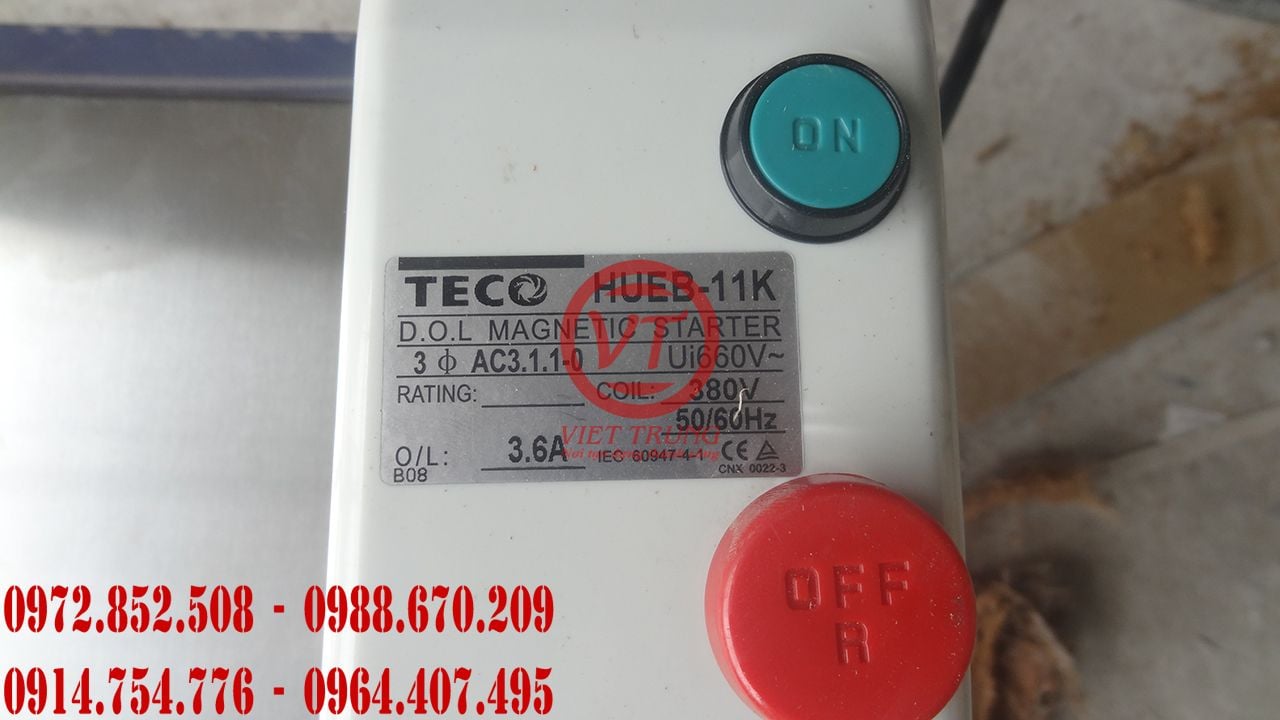 ON
TECO HUEB-11K
D.O.L MAGNETIC STARTER
3 ф AC3.1.1-0 Ui660V~
RATING: COIL: 380V
50/60Hz
O/L: 3.6A IEC 60947-4-1 CE
B08 CNX 0022-3
VT
VIET TRUNG
OFF
R
0972.852.508 - 0988.670.209
0914.754.776 - 0964.407.495